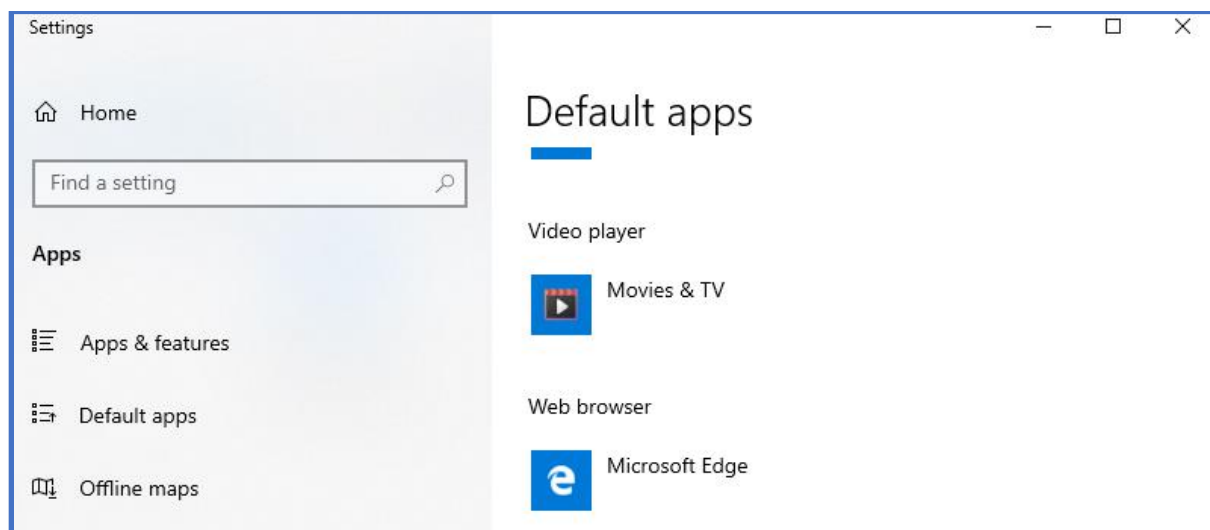 Settings
Home
Find a setting
Apps
Apps & features
Default apps
Offline maps
Default apps
Video player
Movies & TV
Web browser
Microsoft Edge